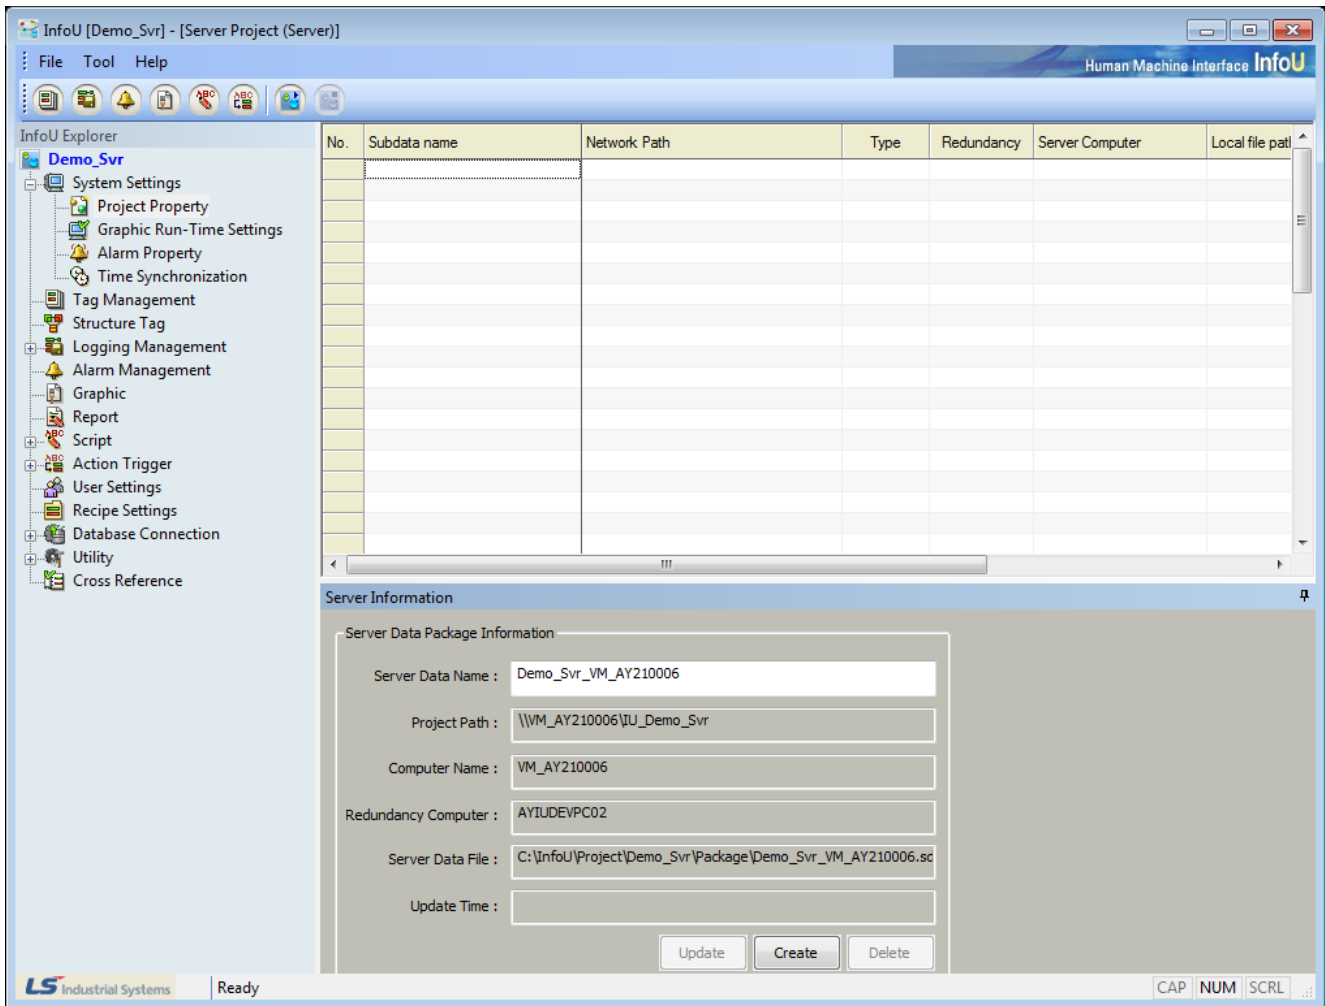 InfoU [Demo_Svr] - [Server Project (Server)]
File Tool Help
Human Machine Interface InfoU
InfoU Explorer
Demo_Svr
System Settings
Project Property
Graphic Run-Time Settings
Alarm Property
Time Synchronization
Tag Management
Structure Tag
Logging Management
Alarm Management
Graphic
Report
Script
Action Trigger
User Settings
Recipe Settings
Database Connection
Utility
Cross Reference
No. Subdata name Network Path Type Redundancy Server Computer Local file pat
Server Information
Server Data Package Information
Server Data Name : Demo_Svr_VM_AY210006
Project Path : \\VM_AY210006\IU_Demo_Svr
Computer Name : VM_AY210006
Redundancy Computer : AYIUDEVPC02
Server Data File : C:\InfoU\Project\Demo_Svr\Package\Demo_Svr_VM_AY210006.sc
Update Time :
Update Create Delete
LS Industrial Systems Ready CAP NUM SCRL